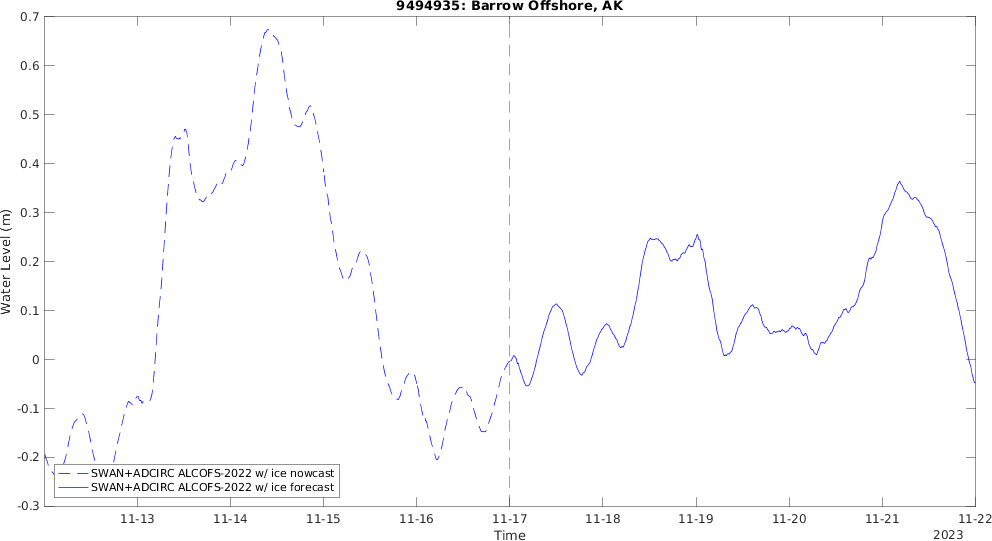 9494935: Barrow Offshore, AK
0.7
0.6
0.5
0.4
0.3
0.2
0.1
0
-0.1
-0.2
-0.3
Water Level (m)
SWAN+ADCIRC ALCOFS-2022 w/ ice nowcast
SWAN+ADCIRC ALCOFS-2022 w/ ice forecast
11-13 11-14 11-15 11-16 11-17 11-18 11-19 11-20 11-21 11-22
Time
2023